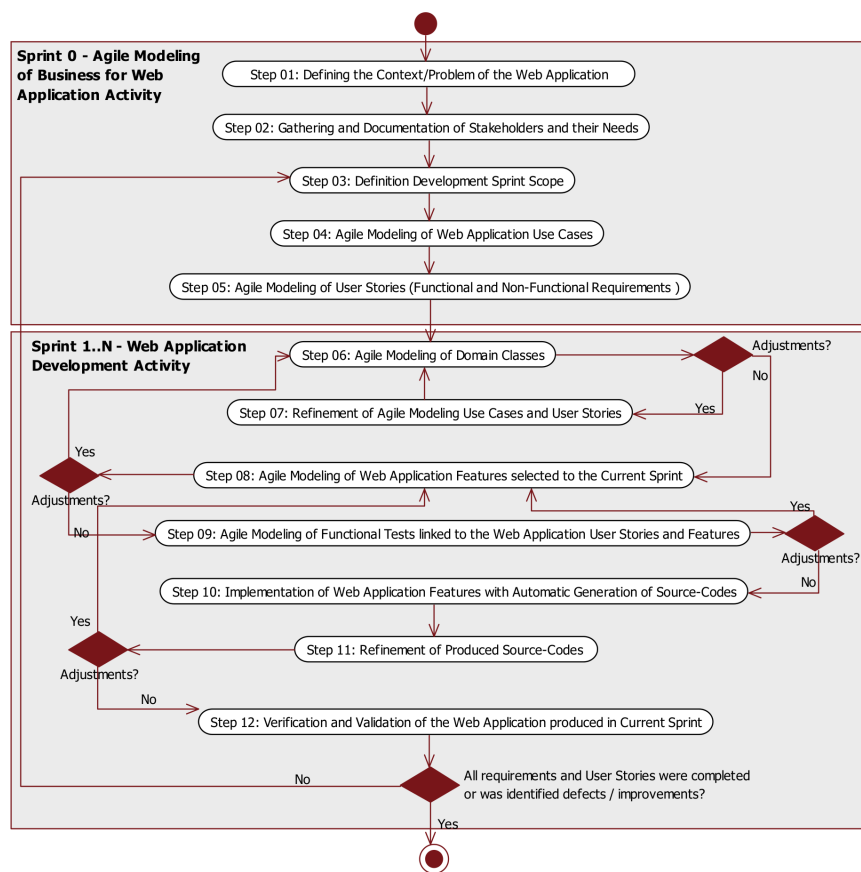 Sprint 0 - Agile Modeling
of Business for Web
Application Activity
Step 01: Defining the Context/Problem of the Web Application
Step 02: Gathering and Documentation of Stakeholders and their Needs
Step 03: Definition Development Sprint Scope
Step 04: Agile Modeling of Web Application Use Cases
Step 05: Agile Modeling of User Stories (Functional and Non-Functional Requirements )
Sprint 1..N - Web Application
Development Activity
Step 06: Agile Modeling of Domain Classes
Adjustments?
No
Yes
Step 07: Refinement of Agile Modeling Use Cases and User Stories
Yes
Step 08: Agile Modeling of Web Application Features selected to the Current Sprint
Adjustments?
No
Step 09: Agile Modeling of Functional Tests linked to the Web Application User Stories and Features
Yes
Adjustments?
No
Step 10: Implementation of Web Application Features with Automatic Generation of Source-Codes
Yes
Step 11: Refinement of Produced Source-Codes
Adjustments?
No
Step 12: Verification and Validation of the Web Application produced in Current Sprint
No
All requirements and User Stories were completed
or was identified defects / improvements?
Yes